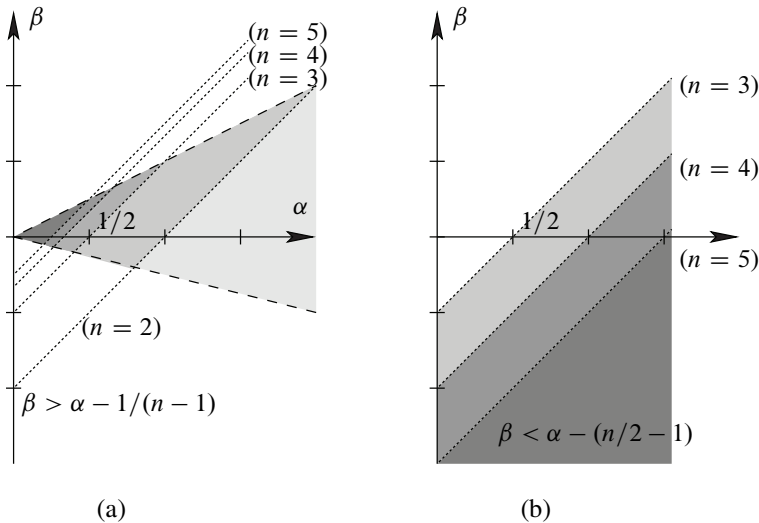 β
(n = 5)
(n = 4)
(n = 3)
α
1/2
(n = 2)
β > α − 1/(n − 1)
(a)
β
(n = 3)
(n = 4)
1/2
(n = 5)
β < α − (n/2 − 1)
(b)